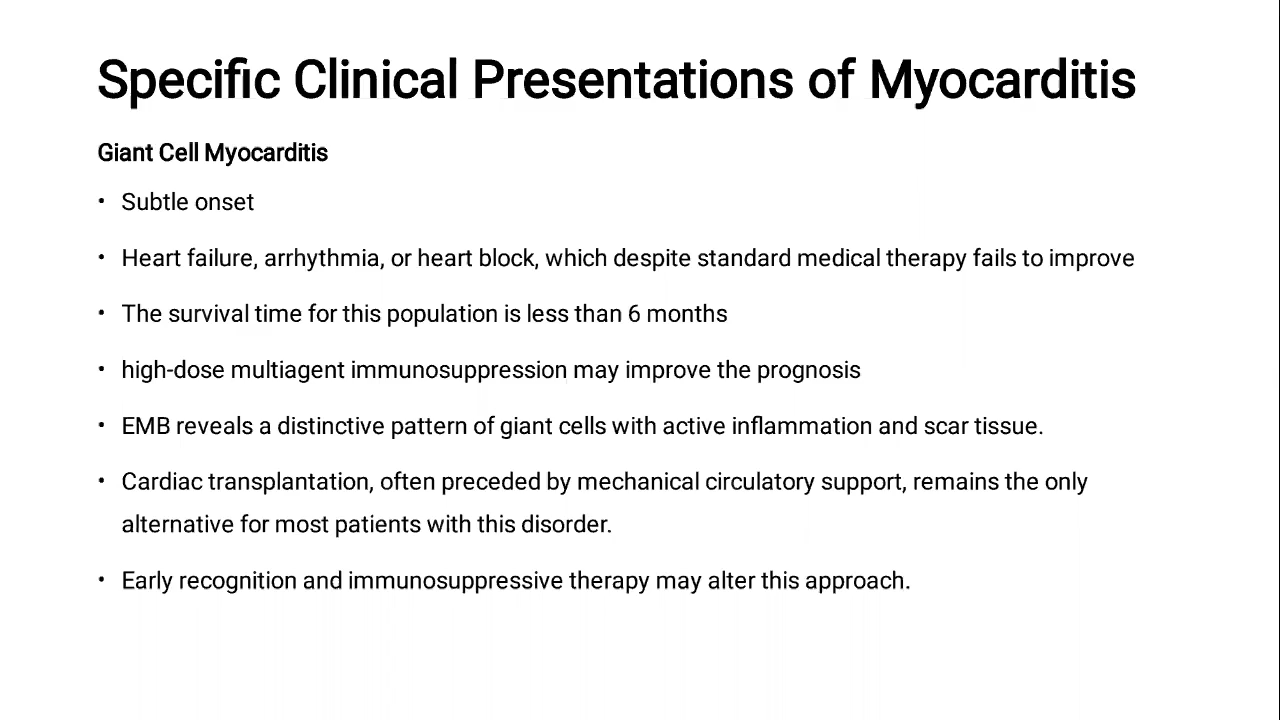 Specific Clinical Presentations of Myocarditis
Giant Cell Myocarditis
• Subtle onset
• Heart failure, arrhythmia, or heart block, which despite standard medical therapy fails to improve
• The survival time for this population is less than 6 months
• high-dose multiagent immunosuppression may improve the prognosis
• EMB reveals a distinctive pattern of giant cells with active inflammation and scar tissue.
• Cardiac transplantation, often preceded by mechanical circulatory support, remains the only
alternative for most patients with this disorder.
• Early recognition and immunosuppressive therapy may alter this approach.